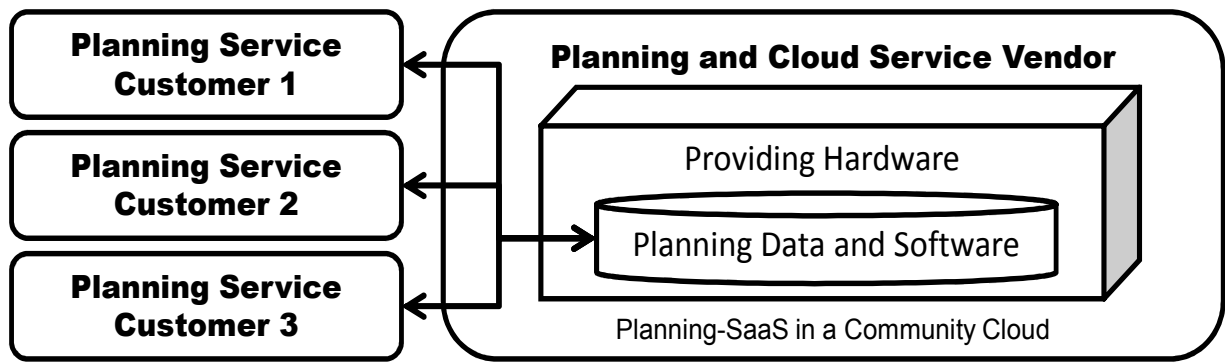 Planning Service
Customer 1
Planning Service
Customer 2
Planning Service
Customer 3
Planning and Cloud Service Vendor
Providing Hardware
Planning Data and Software
Planning-SaaS in a Community Cloud